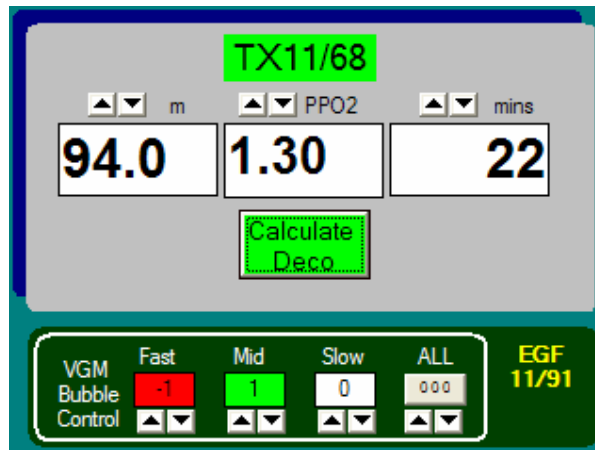 TX11/68
m PPO2 mins
94.0 1.30 22
Calculate
Deco
Fast Mid Slow ALL EGF
VGM 11/91
Bubble -1 1 0 000
Control